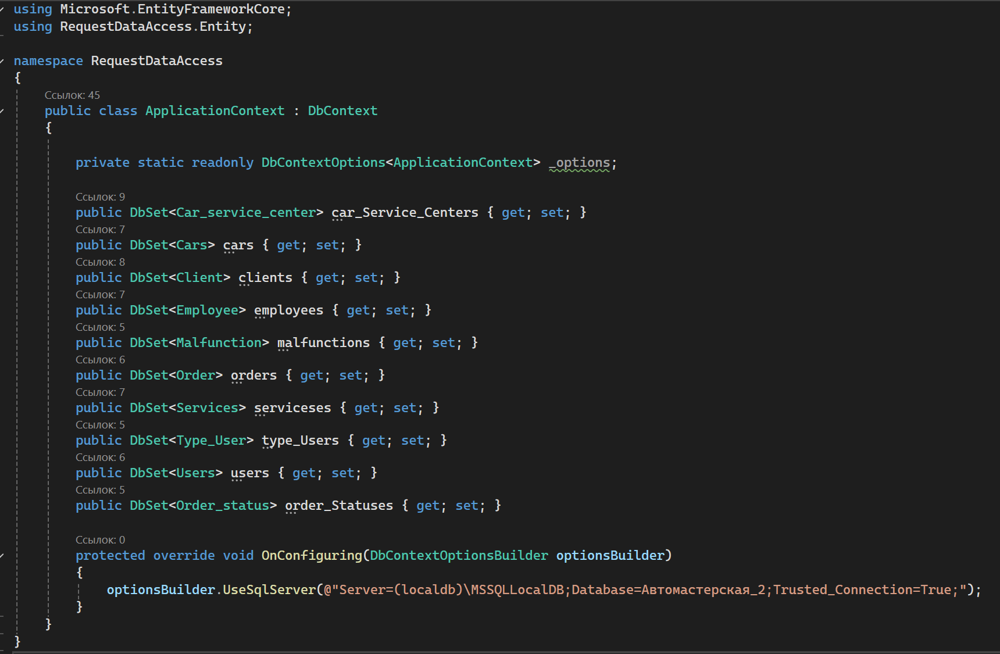 using Microsoft.EntityFrameworkCore;
using RequestDataAccess.Entity;
namespace RequestDataAccess
{
Ссылок: 45
public class ApplicationContext : DbContext
{
private static readonly DbContextOptions<ApplicationContext> _options;
Ссылок: 9
public DbSet<Car_service_center> car_Service_Centers { get; set; }
Ссылок: 7
public DbSet<Cars> cars { get; set; }
Ссылок: 8
public DbSet<Client> clients { get; set; }
Ссылок: 7
public DbSet<Employee> employees { get; set; }
Ссылок: 5
public DbSet<Malfunction> malfunctions { get; set; }
Ссылок: 6
public DbSet<Order> orders { get; set; }
Ссылок: 7
public DbSet<Services> serviceses { get; set; }
Ссылок: 5
public DbSet<Type_User> type_Users { get; set; }
Ссылок: 6
public DbSet<Users> users { get; set; }
Ссылок: 5
public DbSet<Order_status> order_Statuses { get; set; }
Ссылок: 0
protected override void OnConfiguring(DbContextOptionsBuilder optionsBuilder)
{
optionsBuilder.UseSqlServer(@"Server=(localdb)\MSSQLLocalDB;Database=Автомастерская_2;Trusted_Connection=True;");
}
}
}